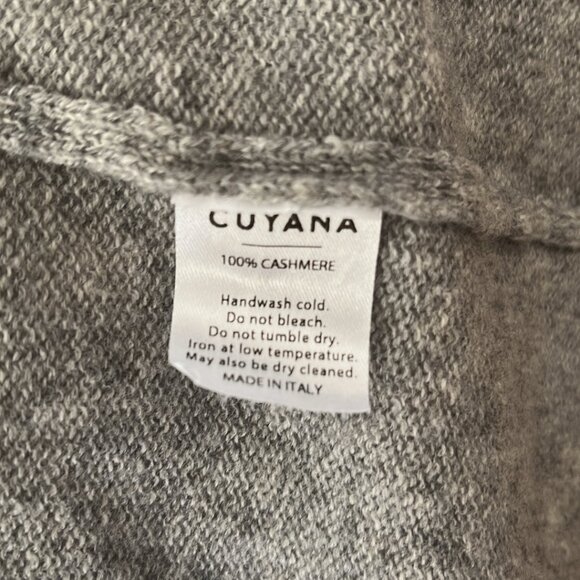 CUYANA
100% CASHMERE
Handwash cold.
Do not bleach.
Do not tumble dry.
Iron at low temperature.
May also be dry cleaned.
MADE IN ITALY